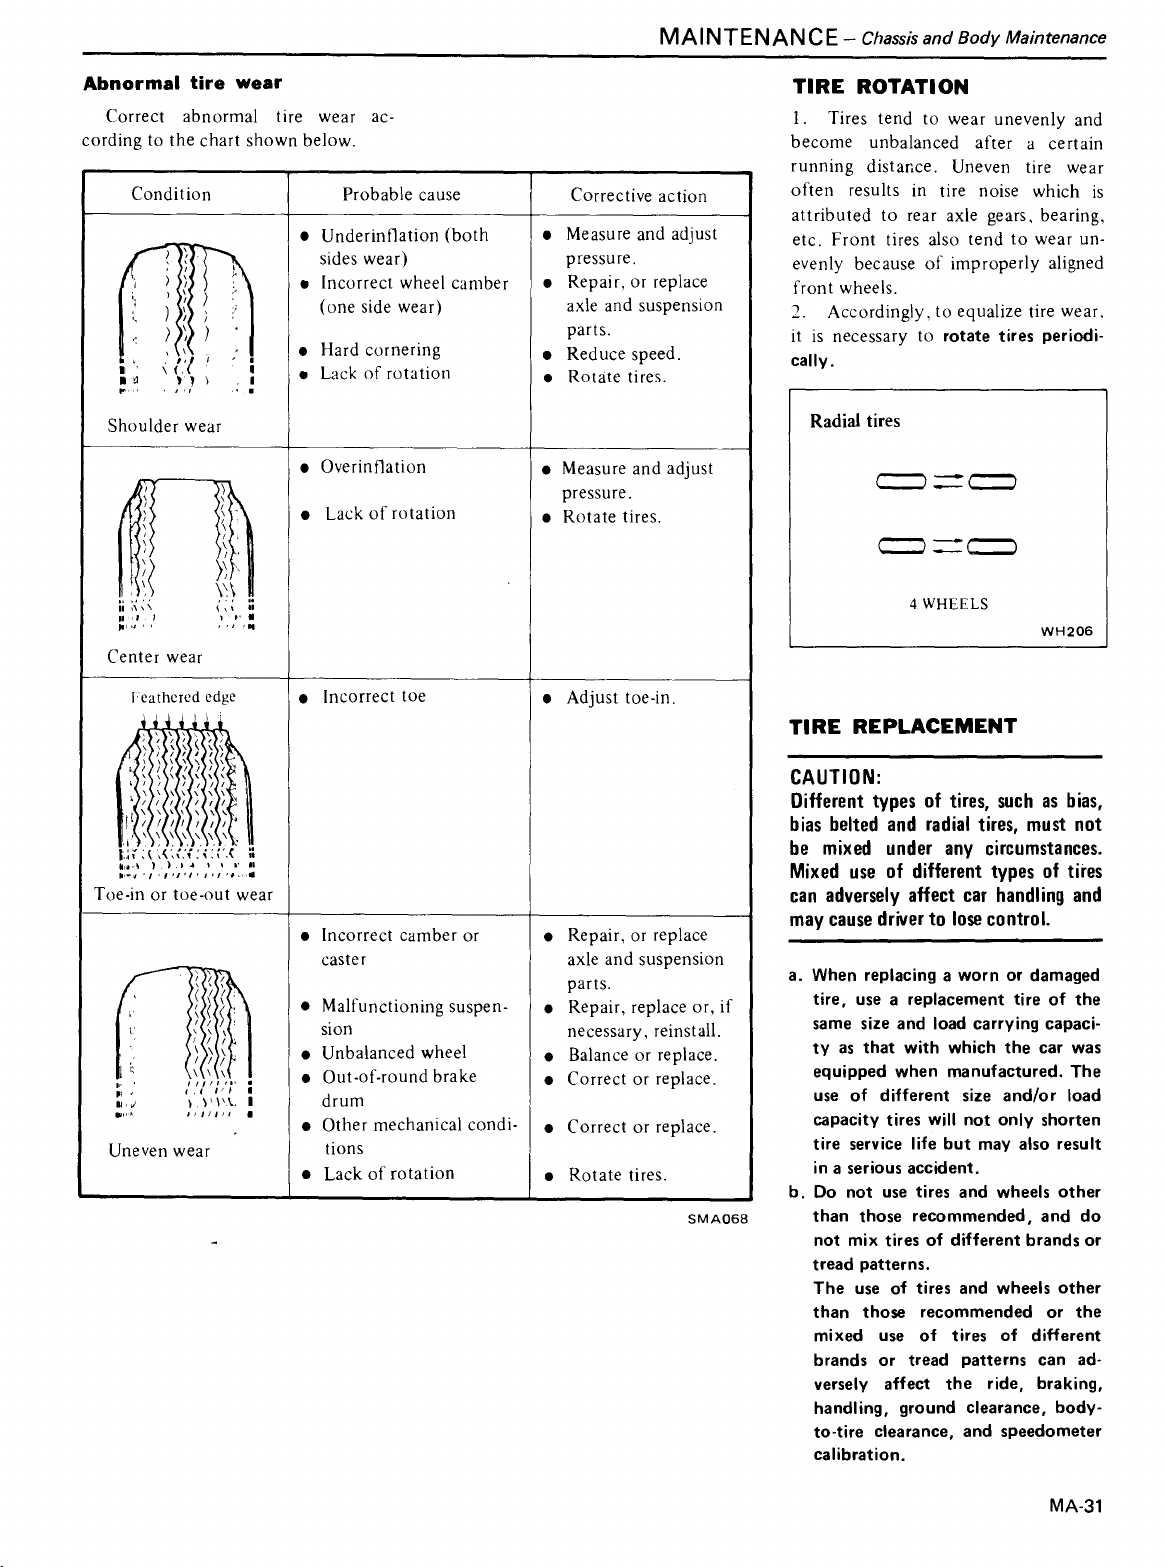 MAINTENANCE – Chassis and Body Maintenance
Abnormal tire wear
Correct abnormal tire wear ac-
cording to the chart shown below.
Condition
Probable cause
Corrective action
• Underinflation (both
sides wear)
• Incorrect wheel camber
(one side wear)
• Hard cornering
• Lack of rotation
• Measure and adjust
pressure.
• Repair, or replace
axle and suspension
parts.
• Reduce speed.
• Rotate tires.
Shoulder wear
• Overinflation
• Lack of rotation
• Measure and adjust
pressure.
• Rotate tires.
Center wear
Feathered edge
• Incorrect toe
• Adjust toe-in.
Toe-in or toe-out wear
• Incorrect camber or
caster
• Malfunctioning suspen-
sion
• Unbalanced wheel
• Out-of-round brake
drum
• Other mechanical condi-
tions
• Lack of rotation
• Repair, or replace
axle and suspension
parts.
• Repair, replace or, if
necessary, reinstall.
• Balance or replace.
• Correct or replace.
• Correct or replace.
• Rotate tires.
Uneven wear
SMA068
TIRE ROTATION
1. Tires tend to wear unevenly and
become unbalanced after a certain
running distance. Uneven tire wear
often results in tire noise which is
attributed to rear axle gears, bearing,
etc. Front tires also tend to wear un-
evenly because of improperly aligned
front wheels.
2. Accordingly, to equalize tire wear,
it is necessary to rotate tires periodi-
cally.
Radial tires
4 WHEELS
WH206
TIRE REPLACEMENT
CAUTION:
Different types of tires, such as bias,
bias belted and radial tires, must not
be mixed under any circumstances.
Mixed use of different types of tires
can adversely affect car handling and
may cause driver to lose control.
a. When replacing a worn or damaged
tire, use a replacement tire of the
same size and load carrying capaci-
ty as that with which the car was
equipped when manufactured. The
use of different size and/or load
capacity tires will not only shorten
tire service life but may also result
in a serious accident.
b. Do not use tires and wheels other
than those recommended, and do
not mix tires of different brands or
tread patterns.
The use of tires and wheels other
than those recommended or the
mixed use of tires of different
brands or tread patterns can ad-
versely affect the ride, braking,
handling, ground clearance, body-
to-tire clearance, and speedometer
calibration.
MA-31